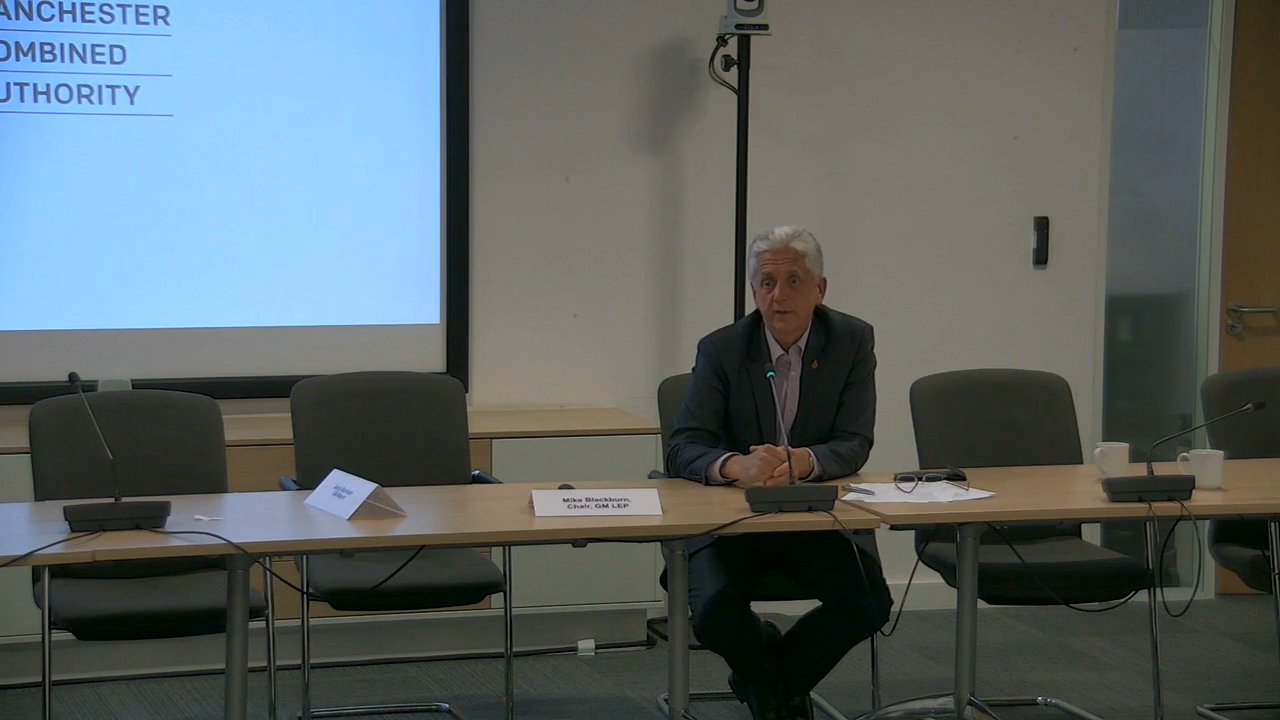 ANCHESTER
OMBINED
UTHORITY
Mike Blackburn,
Chair, GM LEP